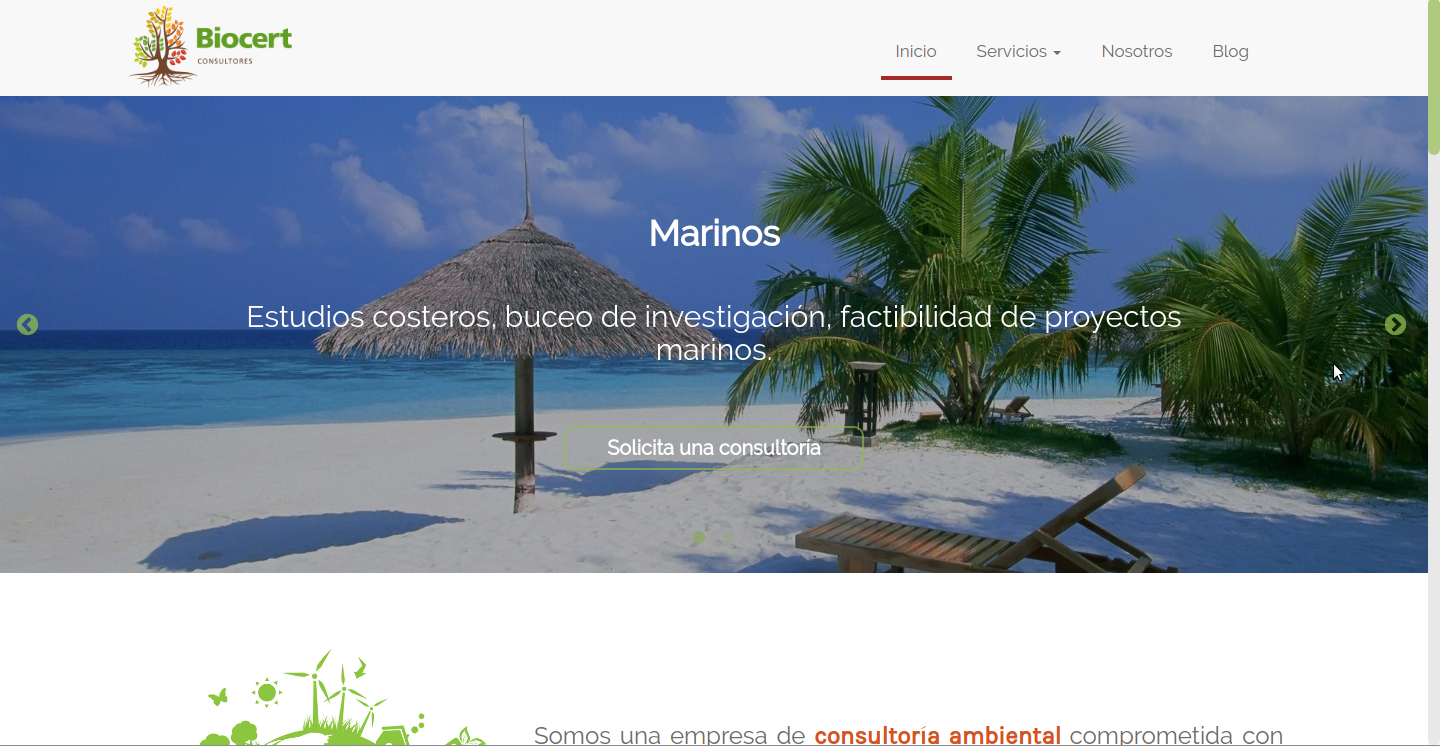 Biocert
CONSULTORES
Inicio
Servicios
Nosotros
Blog
Marinos
Estudios costeros, buceo de investigación, factibilidad de proyectos
marinos.
Solicita una consultoría
Somos una empresa de consultoría ambiental comprometida con